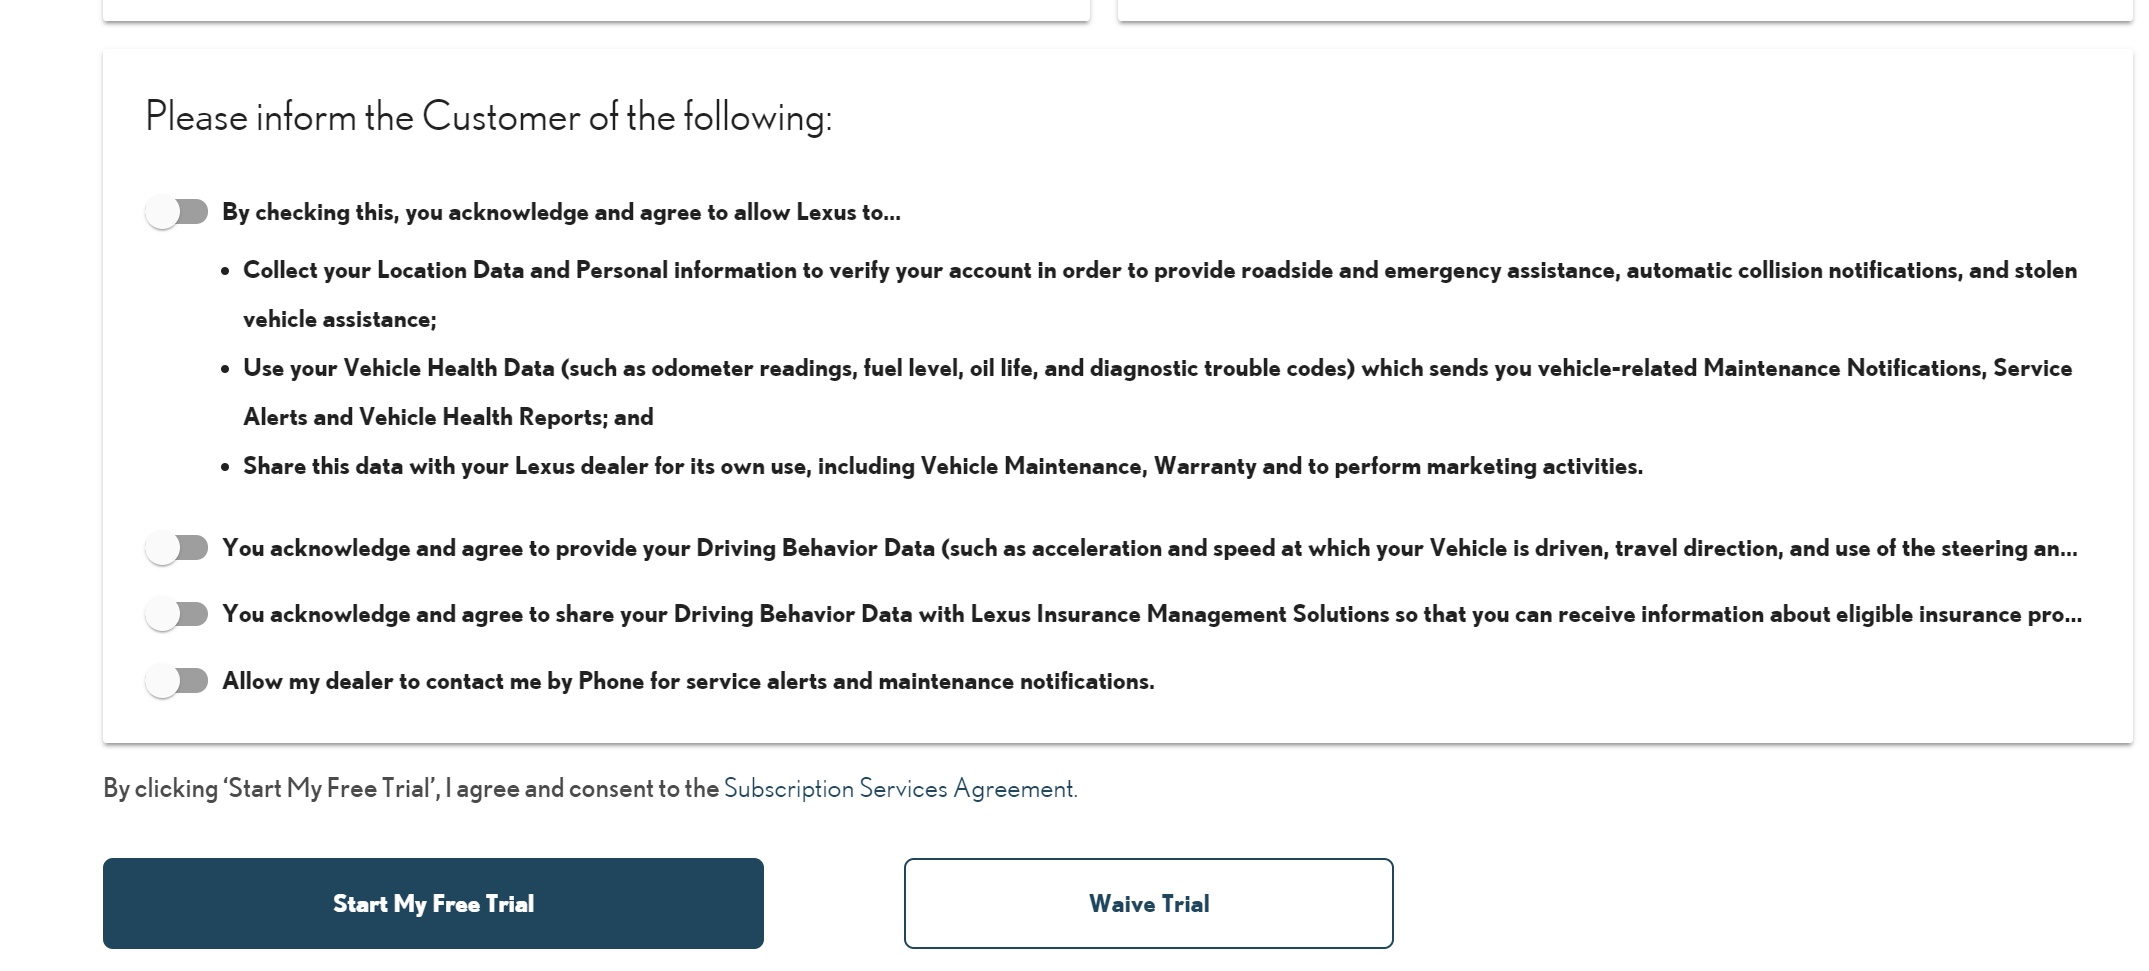 Please inform the Customer of the following:
By checking this, you acknowledge and agree to allow Lexus to...
• Collect your Location Data and Personal information to verify your account in order to provide roadside and emergency assistance, automatic collision notifications, and stolen
vehicle assistance;
• Use your Vehicle Health Data (such as odometer readings, fuel level, oil life, and diagnostic trouble codes) which sends you vehicle-related Maintenance Notifications, Service
Alerts and Vehicle Health Reports; and
• Share this data with your Lexus dealer for its own use, including Vehicle Maintenance, Warranty and to perform marketing activities.
You acknowledge and agree to provide your Driving Behavior Data (such as acceleration and speed at which your Vehicle is driven, travel direction, and use of the steering an...
You acknowledge and agree to share your Driving Behavior Data with Lexus Insurance Management Solutions so that you can receive information about eligible insurance pro...
Allow my dealer to contact me by Phone for service alerts and maintenance notifications.
By clicking ‘Start My Free Trial’, I agree and consent to the Subscription Services Agreement.
Start My Free Trial
Waive Trial